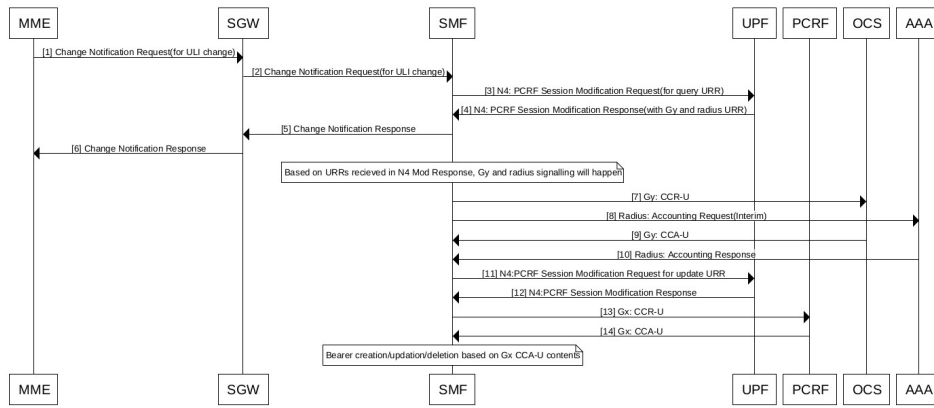 MME SGW SMF UPF PCRF OCS AAA
[1] Change Notification Request(for ULI change)
[2] Change Notification Request(for ULI change)
[3] N4: PCRF Session Modification Request(for query URR)
[4] N4: PCRF Session Modification Response(with Gy and radius URR)
[5] Change Notification Response
[6] Change Notification Response
Based on URRs recieved in N4 Mod Response, Gy and radius signalling will happen
[7] Gy: CCR-U
[8] Radius: Accounting Request(Interim)
[9] Gy: CCA-U
[10] Radius: Accounting Response
[11] N4:PCRF Session Modification Request for update URR
[12] N4:PCRF Session Modification Response
[13] Gx: CCR-U
[14] Gx: CCA-U
Bearer creation/updation/deletion based on Gx CCA-U contents
MME SGW SMF UPF PCRF OCS AAA